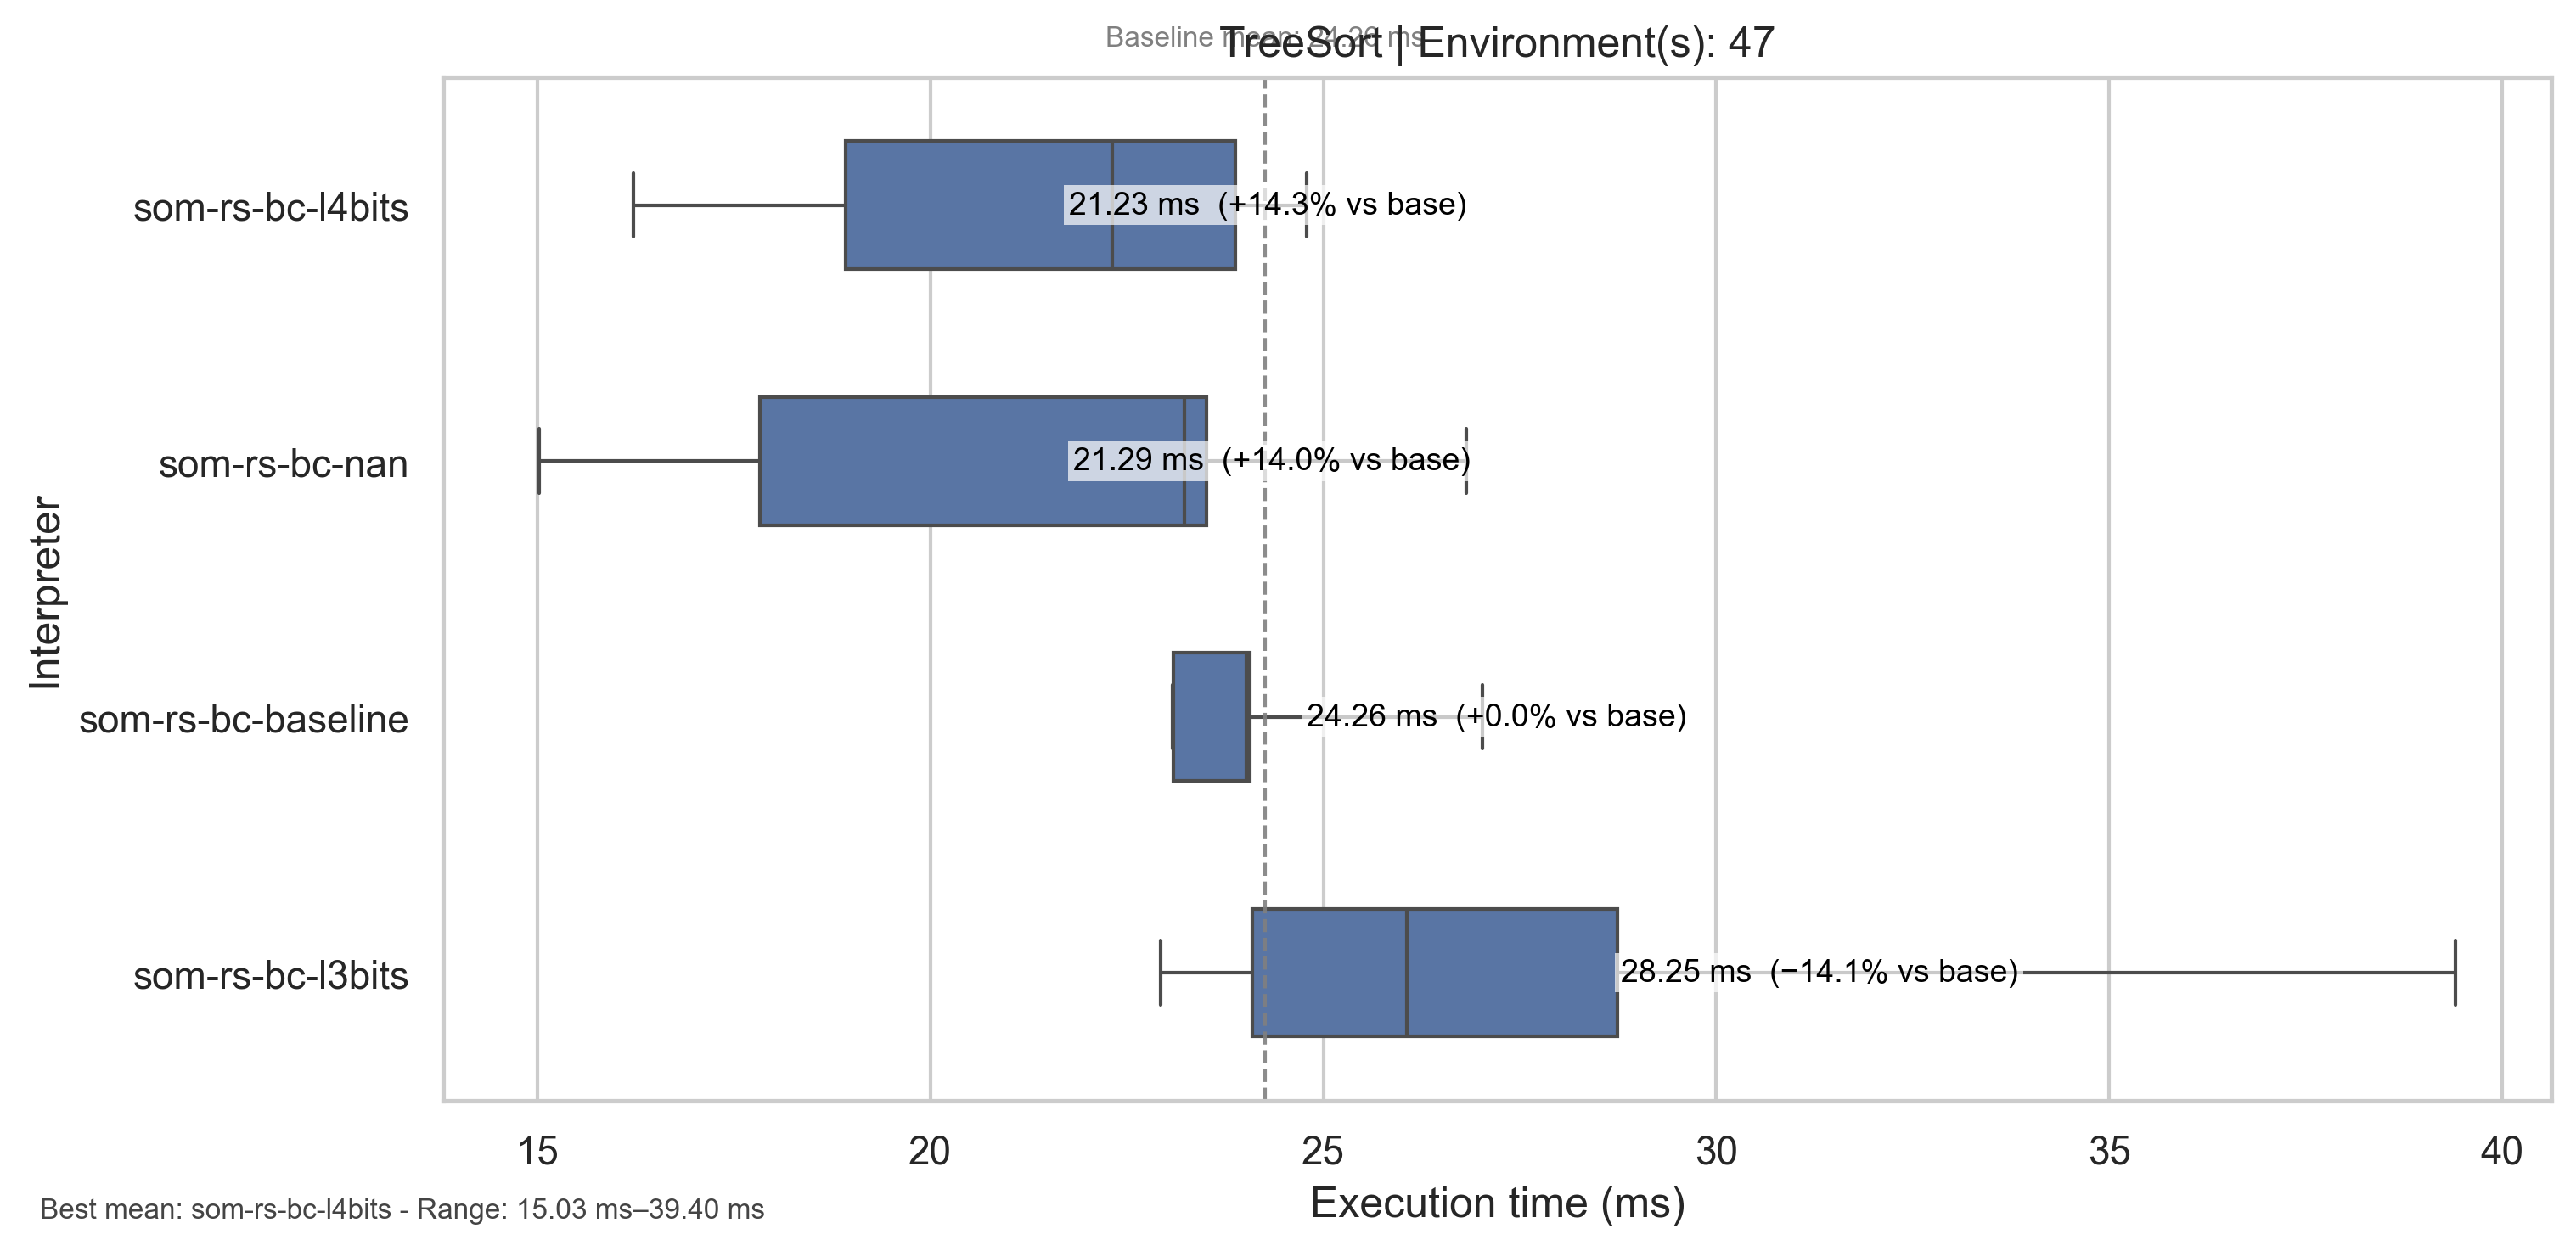 Baseline mean: 24.26 ms
TreeSort | Environment(s): 47
Interpreter
som-rs-bc-l4bits
21.23 ms (+14.3% vs base)
som-rs-bc-nan
21.29 ms (+14.0% vs base)
som-rs-bc-baseline
24.26 ms (+0.0% vs base)
som-rs-bc-l3bits
28.25 ms (−14.1% vs base)
15 20 25 30 35 40
Execution time (ms)
Best mean: som-rs-bc-l4bits - Range: 15.03 ms–39.40 ms